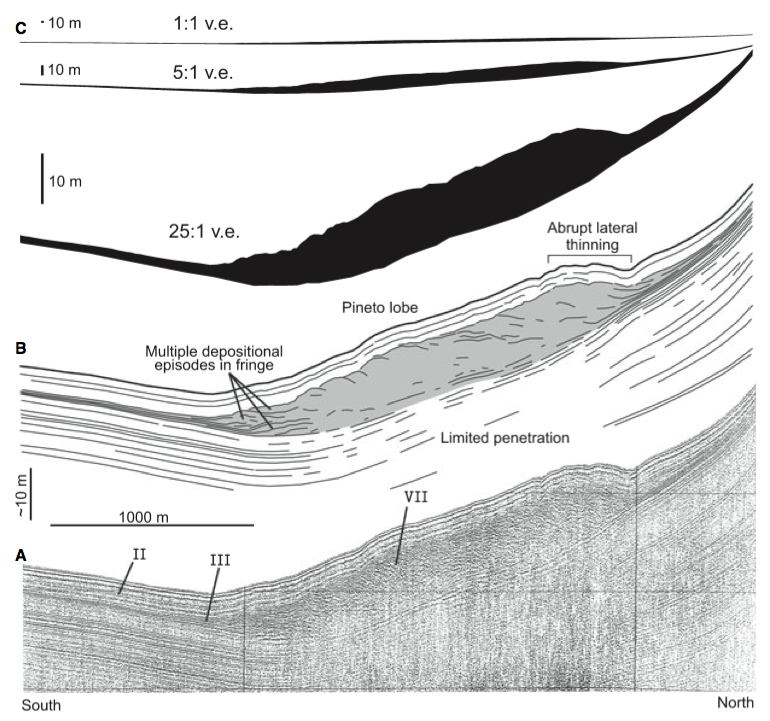 C
10 m
1:1 v.e.
10 m
5:1 v.e.
10 m
25:1 v.e.
Abrupt lateral
thinning
Pineto lobe
B
Multiple depositional
episodes in fringe
Limited penetration
~10 m
1000 m
VII
A
II
III
South
North